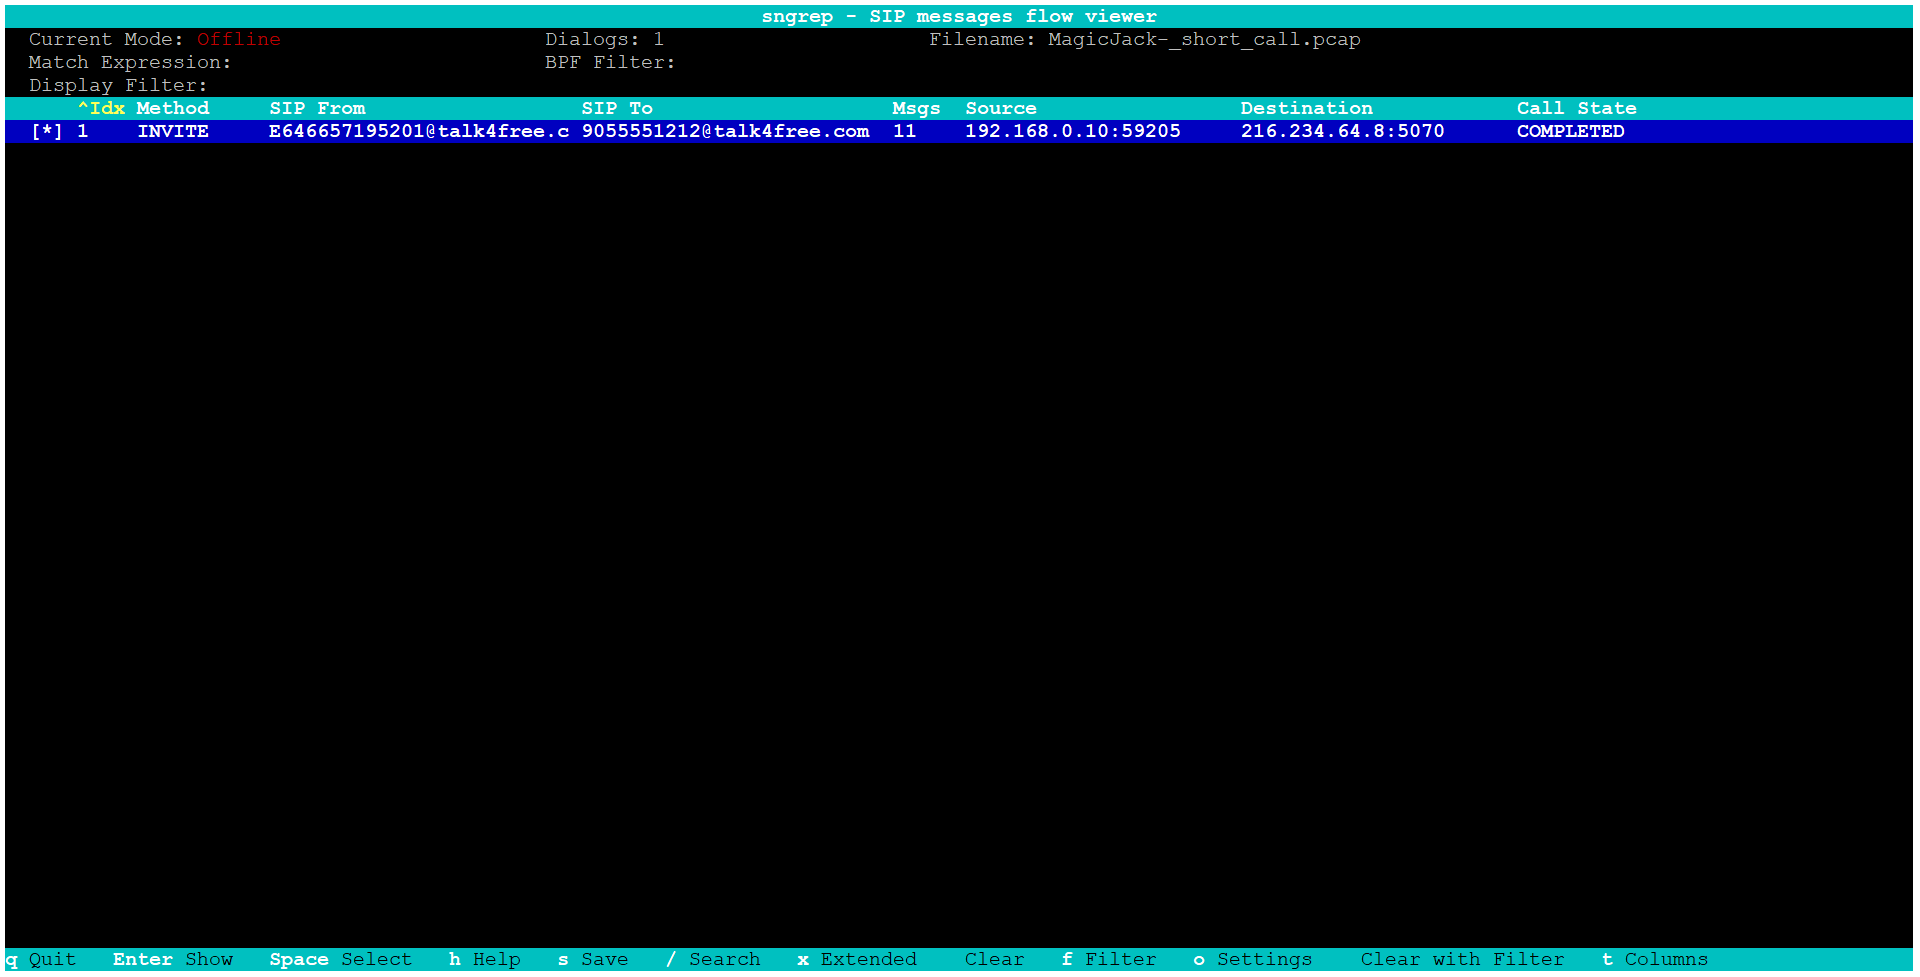 sngrep - SIP messages flow viewer
Current Mode: Offline Dialogs: 1 Filename: MagicJack-_short_call.pcap
Match Expression: BPF Filter:
Display Filter:
^Idx Method SIP From SIP To Msgs Source Destination Call State
[*] 1 INVITE E646657195201@talk4free.c 9055551212@talk4free.com 11 192.168.0.10:59205 216.234.64.8:5070 COMPLETED
q Quit Enter Show Space Select h Help s Save / Search x Extended Clear f Filter o Settings Clear with Filter t Columns